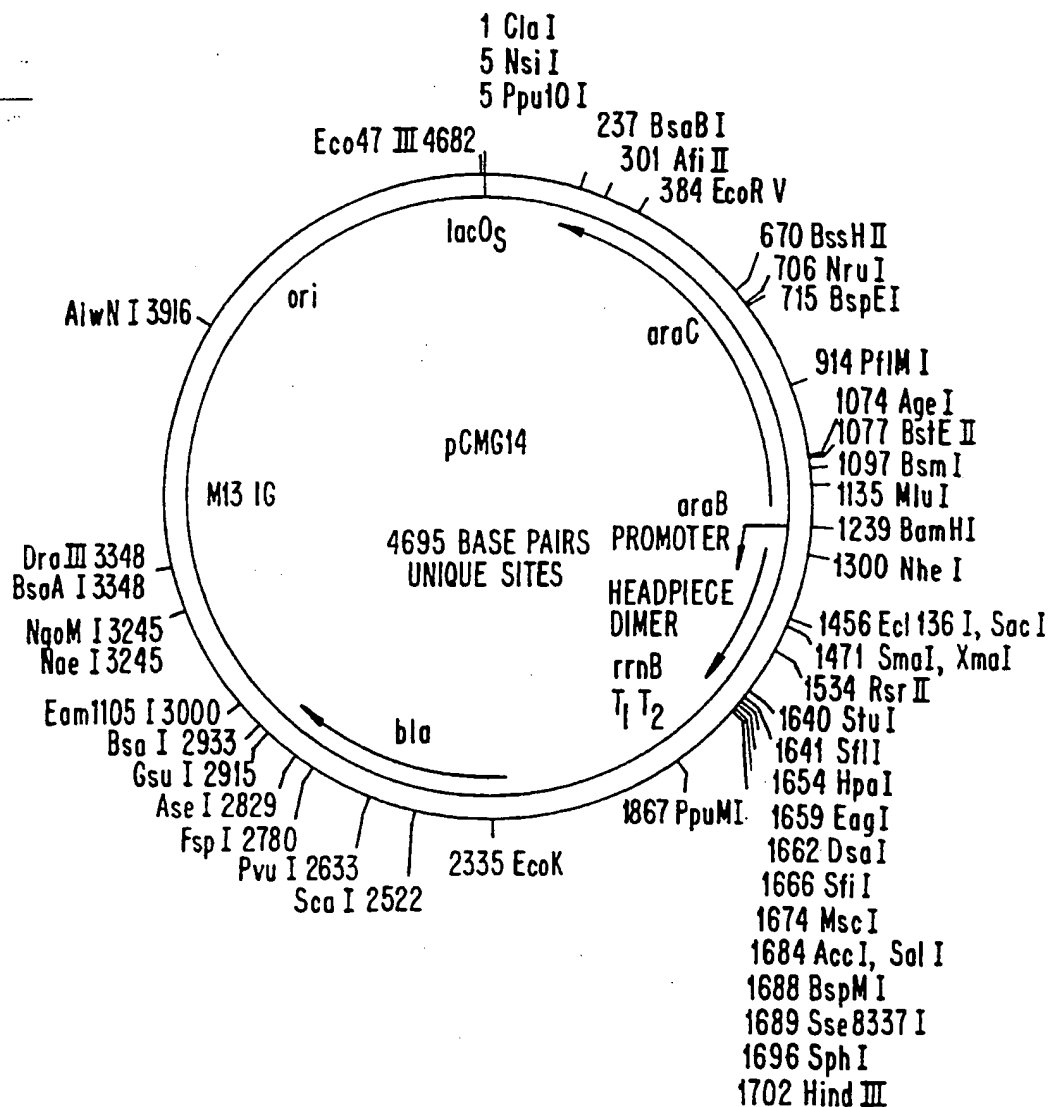 1 Cla I
5 Nsi I
5 Ppu10 I
237 BsaB I
301 Afi II
384 EcoR V
670 BssH II
706 Nru I
715 BspEI
914 PflM I
1074 Age I
1077 BstE II
1097 Bsm I
1135 Mlu I
1239 BamHI
1300 Nhe I
1456 Ecl 136 I, Sac I
1471 SmaI, XmaI
1534 Rsr II
1640 Stu I
1641 SflI
1654 HpaI
1659 EagI
1662 DsaI
1666 Sfi I
1674 MscI
1684 AccI, Sal I
1688 BspM I
1689 Sse8337 I
1696 Sph I
1702 Hind III
1867 PpuMI
2335 EcoK
Sca I 2522
Pvu I 2633
Fsp I 2780
Ase I 2829
Gsu I 2915
Bsa I 2933
Eam1105 I 3000
Nae I 3245
NgoM I 3245
BsaA I 3348
Dra III 3348
AlwN I 3916
Eco47 III 4682
lacOS
ori
araC
pCMG14
M13 IG
4695 BASE PAIRS
UNIQUE SITES
araB
PROMOTER
HEADPIECE
DIMER
rrnB
T1 T2
bla